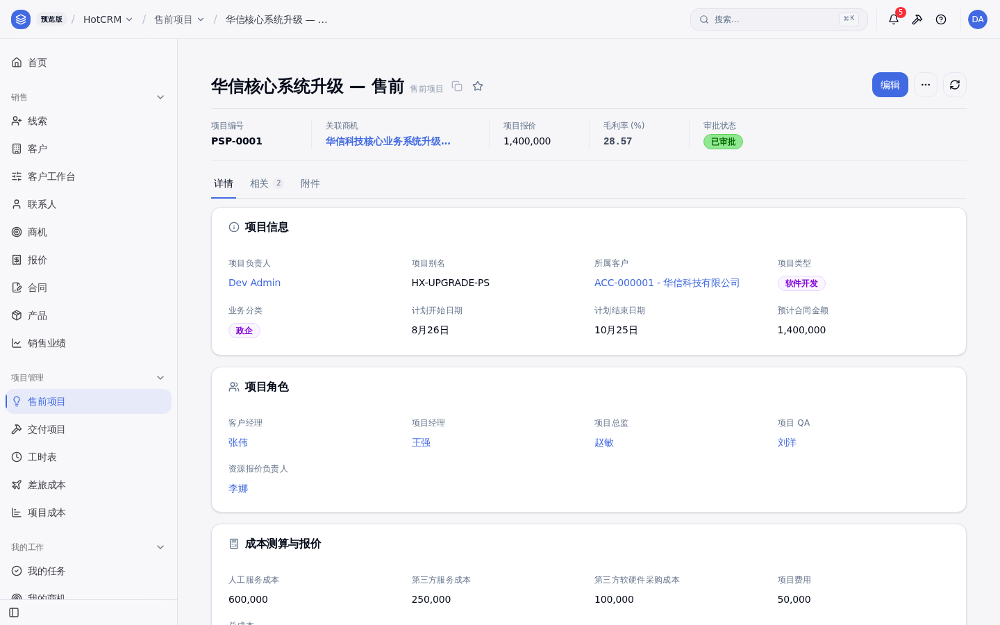 预览版 / HotCRM / 售前项目 / 华信核心系统升级 — ...
搜索... ⌘K 5 DA
首页
销售
线索
客户
客户工作台
联系人
商机
报价
合同
产品
销售业绩
项目管理
售前项目
交付项目
工时表
差旅成本
项目成本
我的工作
我的任务
我的商机
华信核心系统升级 — 售前 售前项目
编辑
项目编号 关联商机 项目报价 毛利率 (%) 审批状态
PSP-0001 华信科技核心业务系统升级... 1,400,000 28.57 已审批
详情 相关 2 附件
项目信息
项目负责人 项目别名 所属客户 项目类型
Dev Admin HX-UPGRADE-PS ACC-000001 - 华信科技有限公司 软件开发
业务分类 计划开始日期 计划结束日期 预计合同金额
政企 8月26日 10月25日 1,400,000
项目角色
客户经理 项目经理 项目总监 项目 QA
张伟 王强 赵敏 刘洋
资源报价负责人
李娜
成本测算与报价
人工服务成本 第三方服务成本 第三方软硬件采购成本 项目费用
600,000 250,000 100,000 50,000
总成本